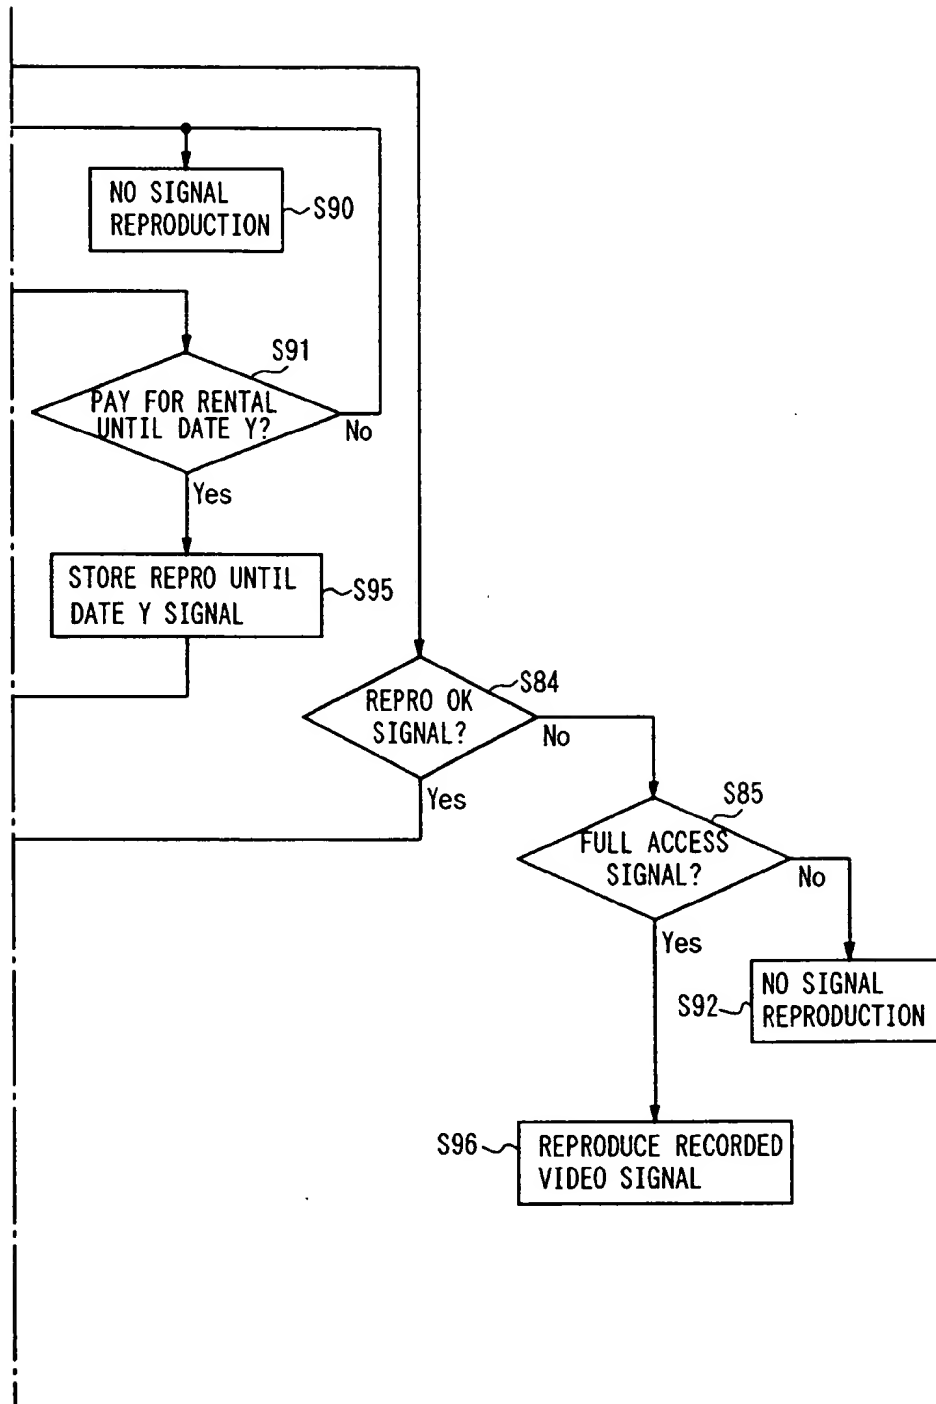 NO SIGNAL
REPRODUCTION
S90
S91
PAY FOR RENTAL
UNTIL DATE Y?
No
Yes
STORE REPRO UNTIL
DATE Y SIGNAL
S95
S84
REPRO OK
SIGNAL?
No
Yes
S85
FULL ACCESS
SIGNAL?
No
Yes
S92
NO SIGNAL
REPRODUCTION
S96
REPRODUCE RECORDED
VIDEO SIGNAL